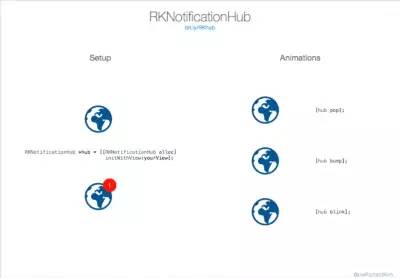 RKNotificationHub
bit.ly/RKhub
Setup
Animations
[hub pop];
RKNotificationHub *hub = [[RKNotificationHub alloc]
initWithView:yourView];
[hub bump];
1
[hub blink];